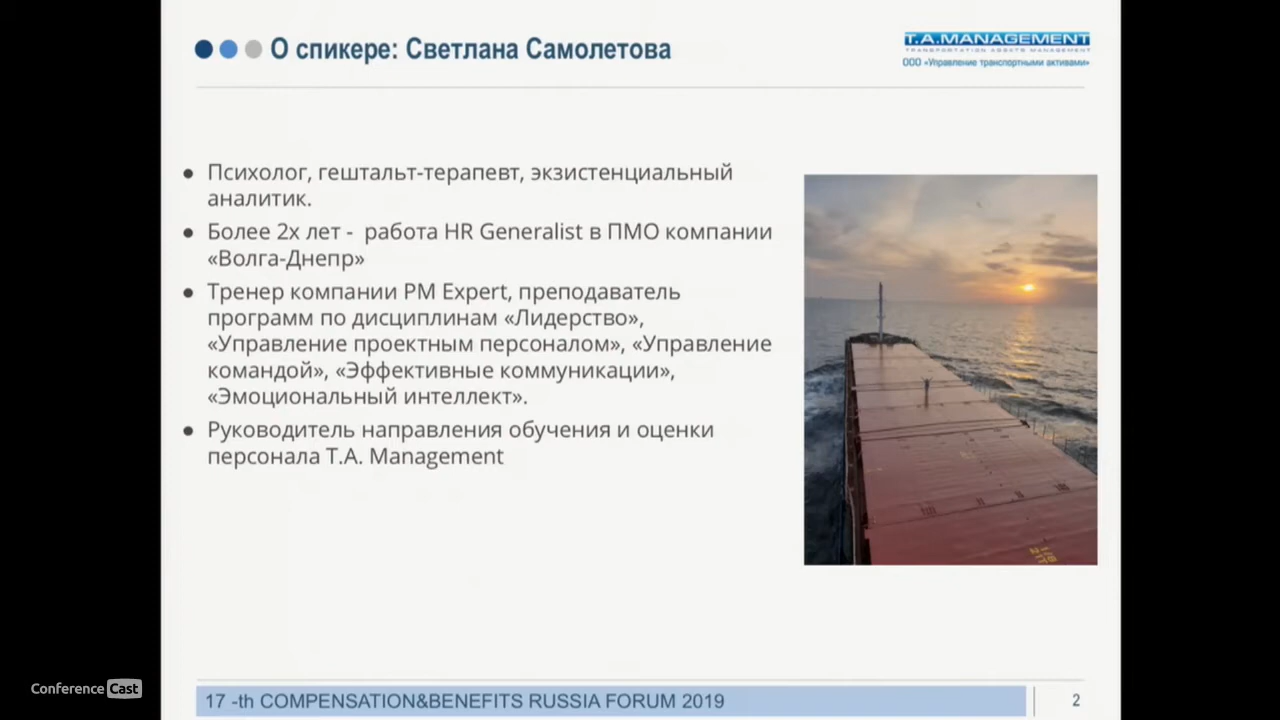 О спикере: Светлана Самолетова
T.A.MANAGEMENT
TRANSPORTATION ASSETS MANAGEMENT
ООО «Управление транспортными активами»
● Психолог, гештальт-терапевт, экзистенциальный
аналитик.
● Более 2х лет - работа HR Generalist в ПМО компании
«Волга-Днепр»
● Тренер компании PM Expert, преподаватель
программ по дисциплинам «Лидерство»,
«Управление проектным персоналом», «Управление
командой», «Эффективные коммуникации»,
«Эмоциональный интеллект».
● Руководитель направления обучения и оценки
персонала T.A. Management
Conference Cast
17 -th COMPENSATION&BENEFITS RUSSIA FORUM 2019
2